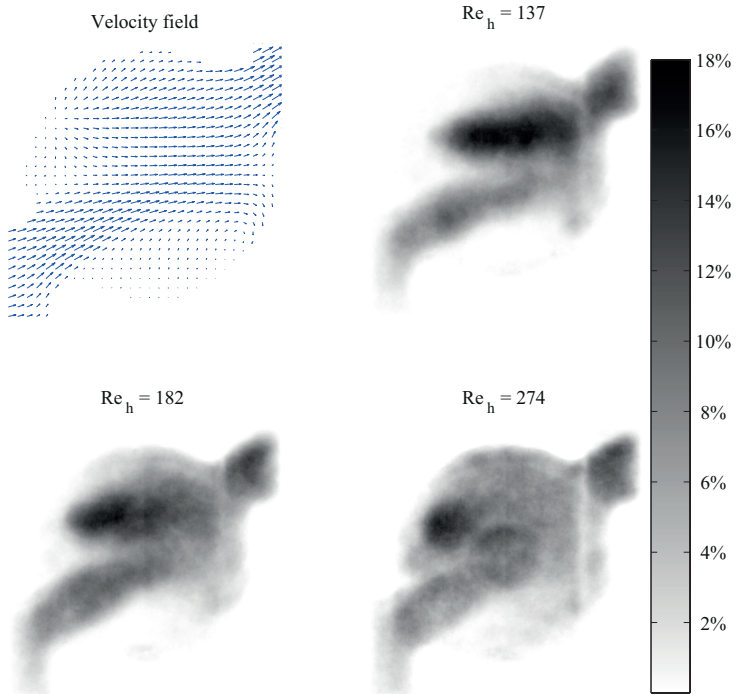 Velocity field
Re h = 137
18%
16%
14%
12%
10%
8%
6%
4%
2%
Re h = 182
Re h = 274